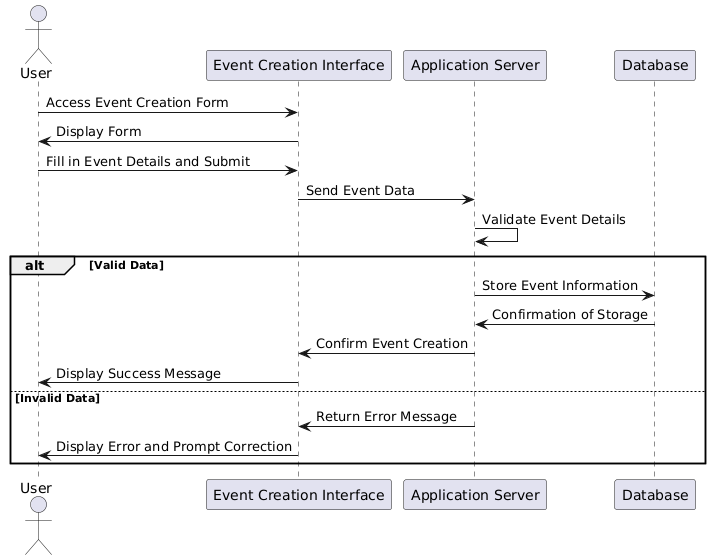 User
Event Creation Interface
Application Server
Database
Access Event Creation Form
Display Form
Fill in Event Details and Submit
Send Event Data
Validate Event Details
alt
[Valid Data]
Store Event Information
Confirmation of Storage
Confirm Event Creation
Display Success Message
[Invalid Data]
Return Error Message
Display Error and Prompt Correction
User
Event Creation Interface
Application Server
Database